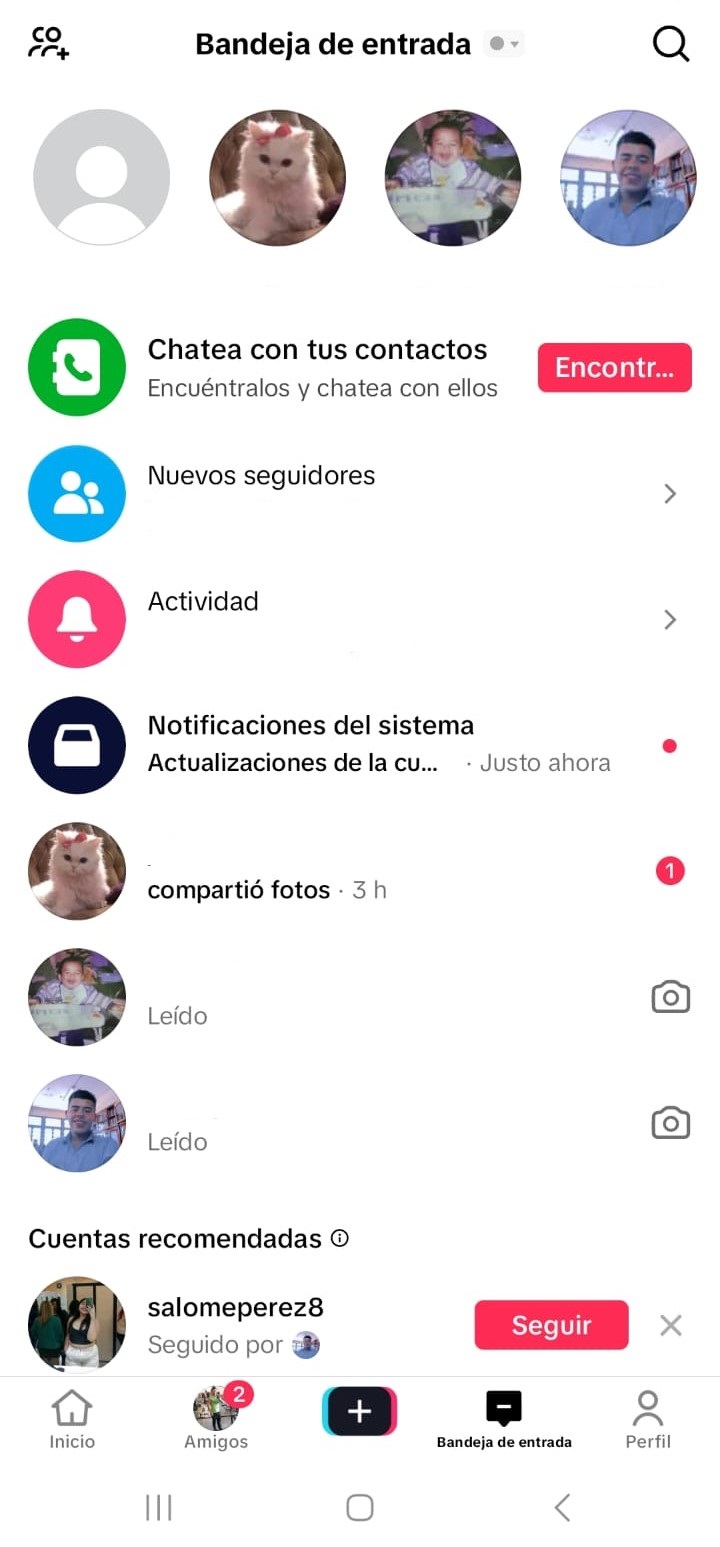 Bandeja de entrada
Chatea con tus contactos
Encuéntralos y chatea con ellos
Encontr...
Nuevos seguidores
Actividad
Notificaciones del sistema
Actualizaciones de la cu... · Justo ahora
compartió fotos · 3 h
1
Leído
Leído
Cuentas recomendadas
salomeperez8
Seguido por
Seguir
2
Inicio
Amigos
Bandeja de entrada
Perfil